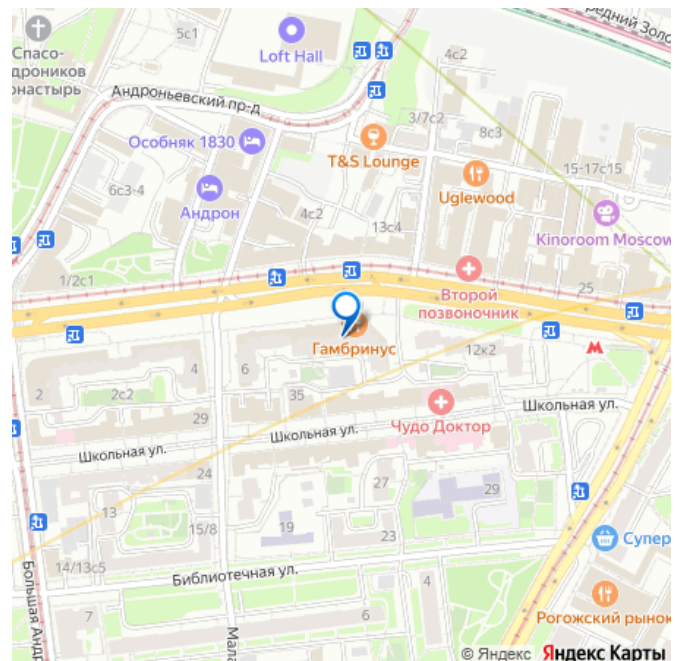 редний Золо
5с1
Спасо-
дроников
онастырь
Loft Hall
4с2
Андроньевский пр-д
3/7с2
8с3
Особняк 1830
T&S Lounge
15-17с15
Uglewood
6с3-4
Андрон
4с2
13с4
Kinoroom Moscow
1/2с1
Второй
позвоночник
25
Гамбринус
12к2
4
6
2
2с2
35
29
Чудо Доктор
Школьная ул.
Школьная ул.
Школьная ул.
24
27
29
13
15/8
19
23
Супер
14/13с5
Библиотечная ул.
4
Большая Андр
7
Мала
6
Рогожский рынок
© Яндекс Яндекс Карты